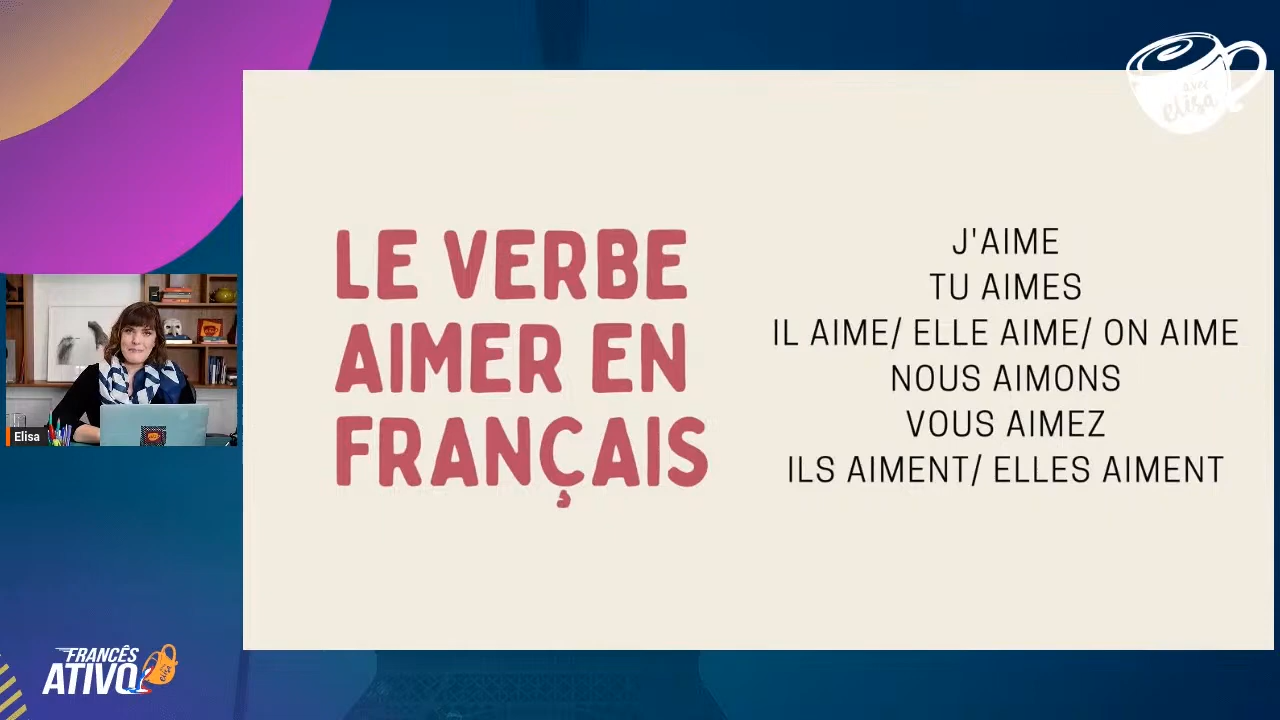 avec
elisa
LE VERBE
AIMER EN
FRANÇAIS
J'AIME
TU AIMES
IL AIME/ ELLE AIME/ ON AIME
NOUS AIMONS
VOUS AIMEZ
ILS AIMENT/ ELLES AIMENT
Elisa
FRANCÊS
ATIVO
elisa